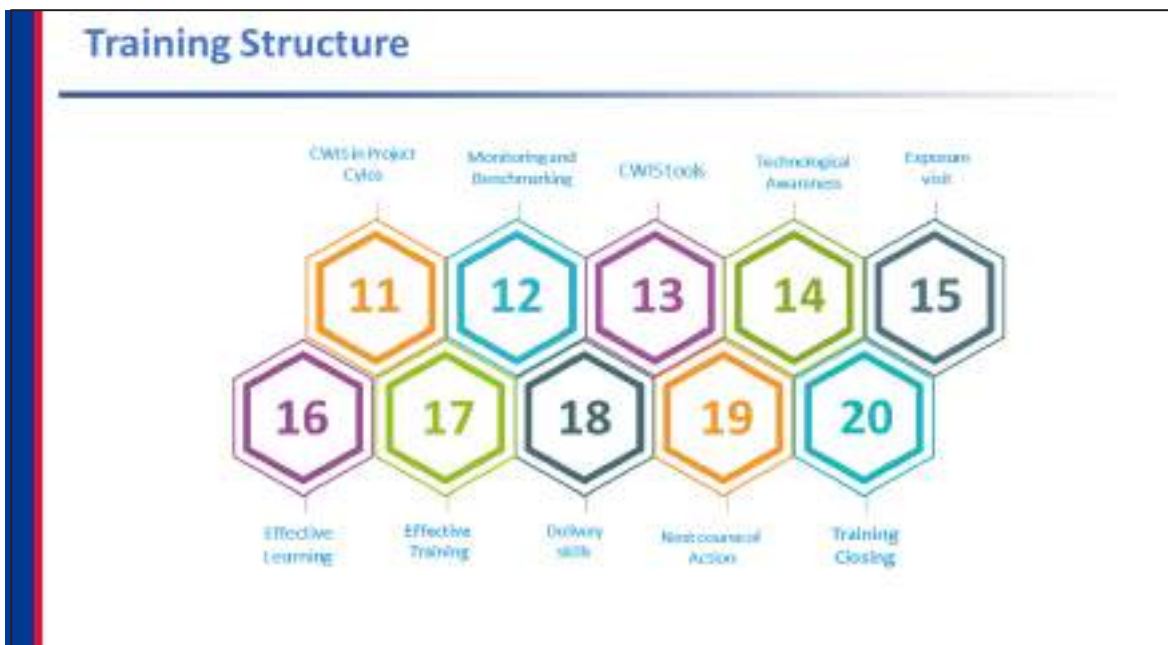 Training Structure
CWIS in Project
Cylce
Monitoring and
Benchmarking
CWIS tools
Technological
Awareness
Exposure
visit
11
12
13
14
15
16
17
18
19
20
Effective
Learning
Effective
Training
Delivery
skills
Next course of
Action
Training
Closing